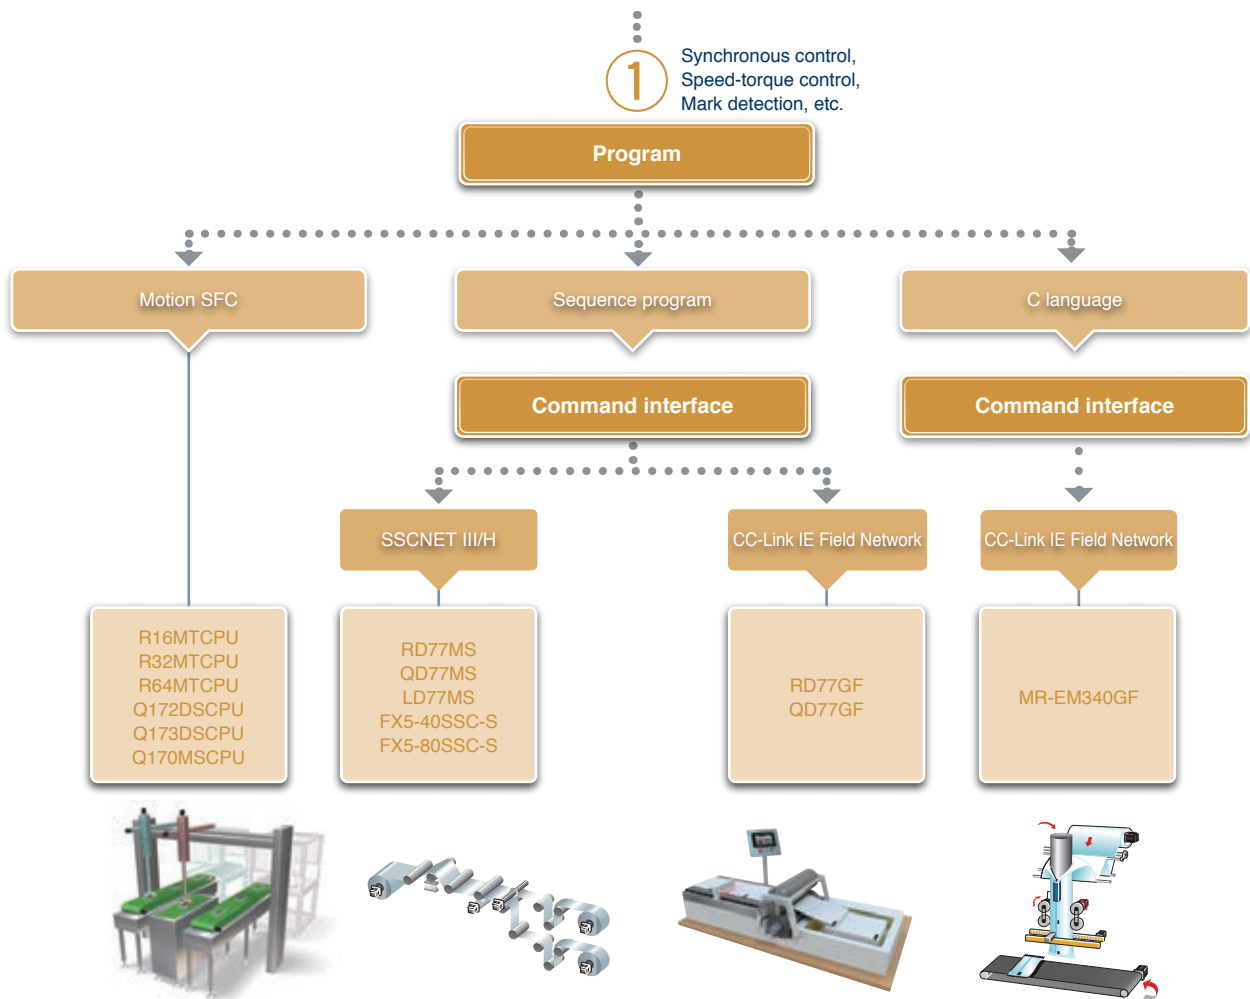 1
Synchronous control,
Speed-torque control,
Mark detection, etc.
Program
Motion SFC
Sequence program
C language
Command interface
Command interface
SSCNET III/H
CC-Link IE Field Network
CC-Link IE Field Network
R16MTCPU
R32MTCPU
R64MTCPU
Q172DSCPU
Q173DSCPU
Q170MSCPU
RD77MS
QD77MS
LD77MS
FX5-40SSC-S
FX5-80SSC-S
RD77GF
QD77GF
MR-EM340GF